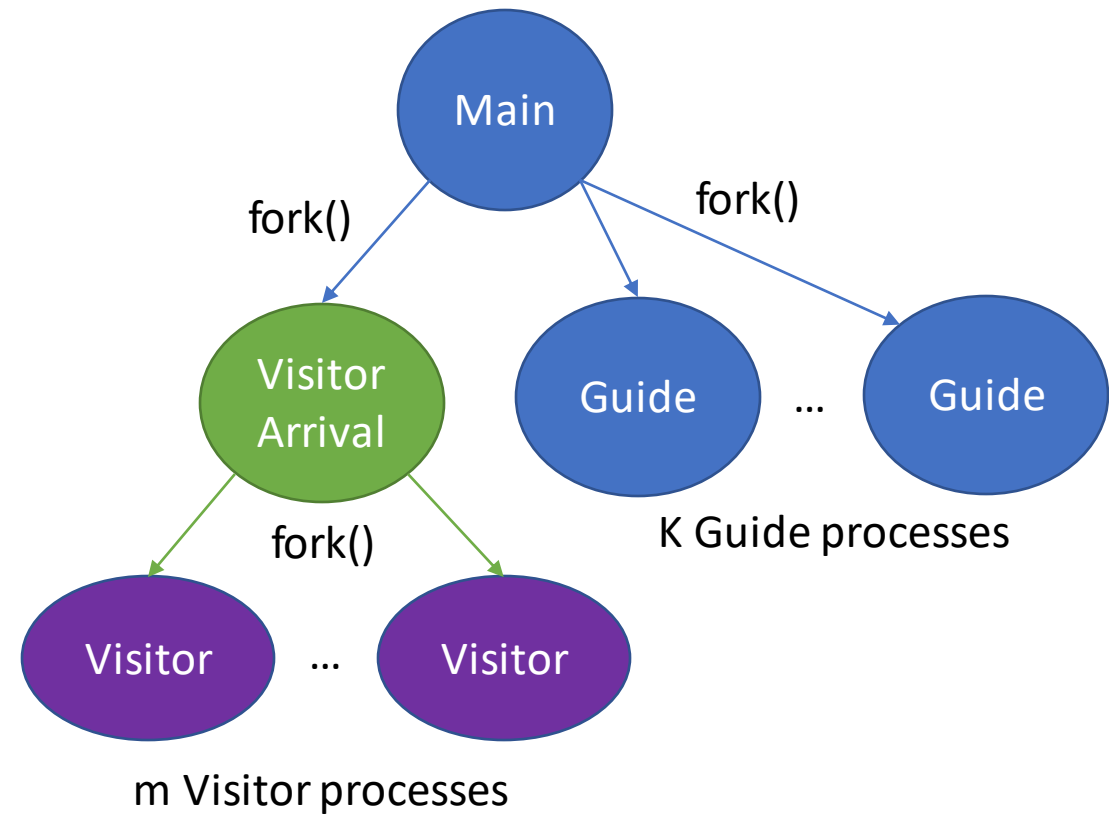 Main
fork()
fork()
Visitor
Arrival
Guide
...
Guide
fork()
K Guide processes
Visitor
...
Visitor
m Visitor processes